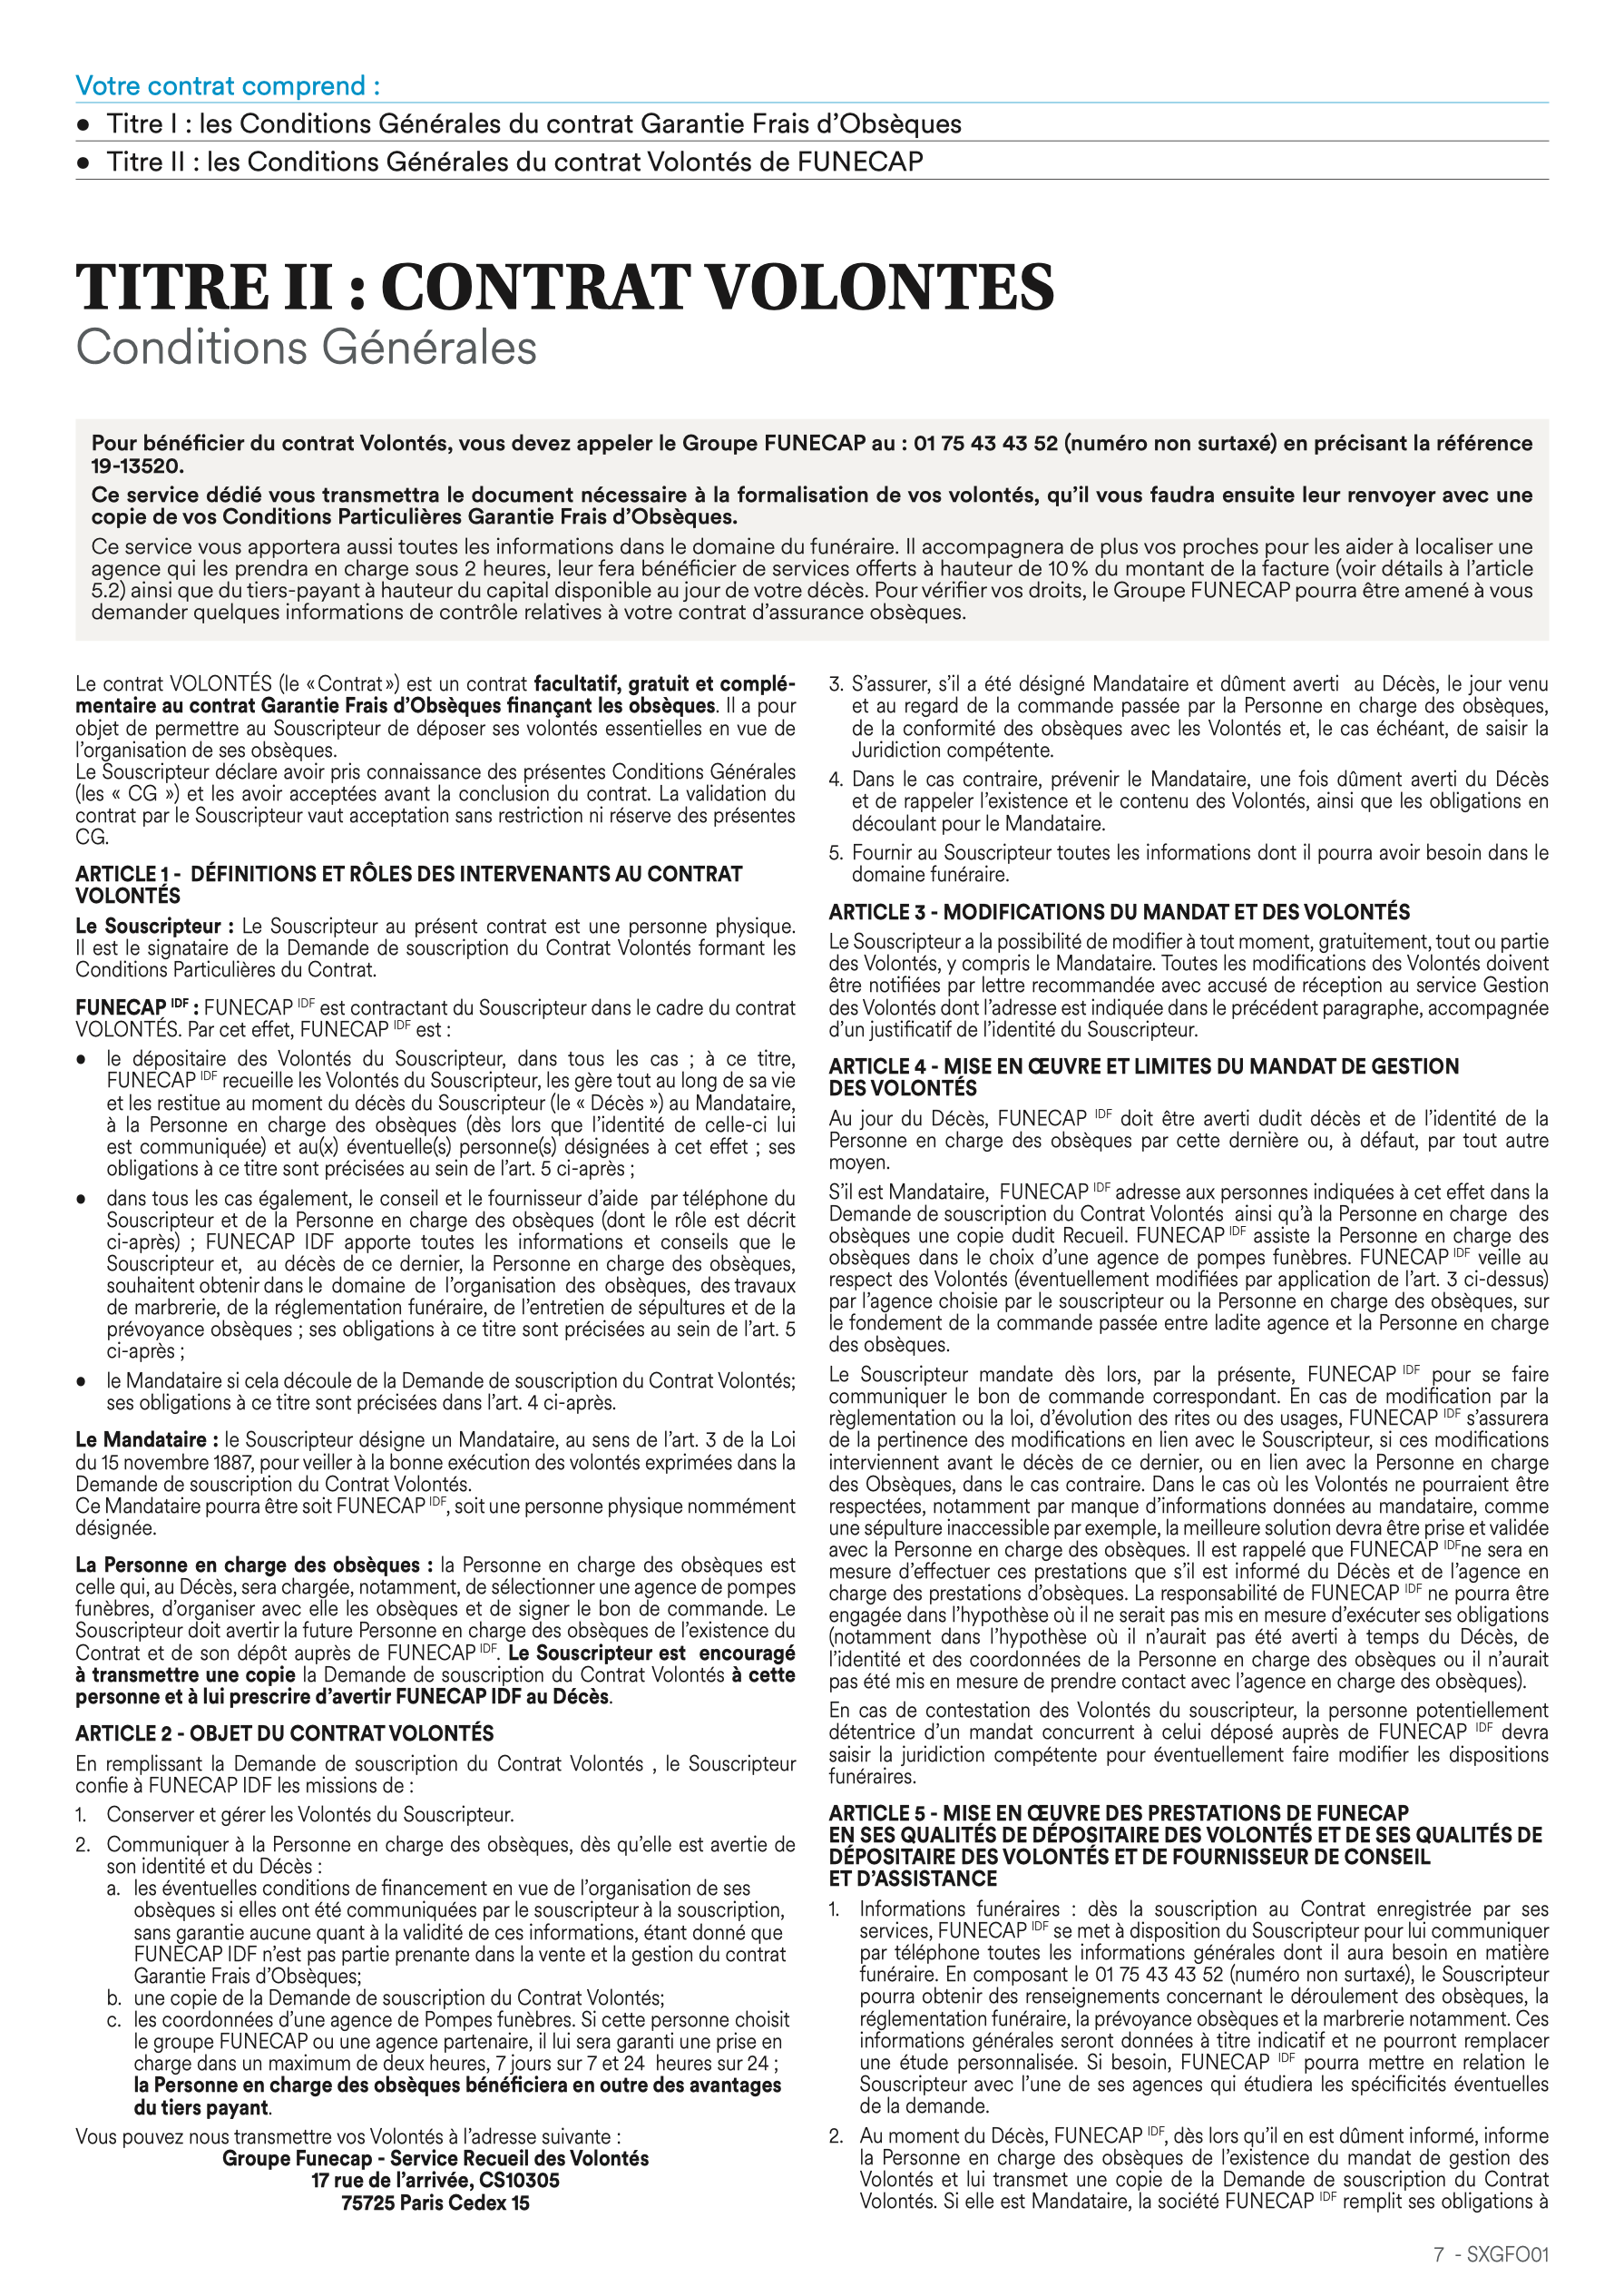 Votre contrat comprend :
● Titre I : les Conditions Générales du contrat Garantie Frais d'Obsèques
● Titre II : les Conditions Générales du contrat Volontés de FUNECAP
TITRE II : CONTRAT VOLONTES
Conditions Générales
Pour bénéficier du contrat Volontés, vous devez appeler le Groupe FUNECAP au : 01 75 43 43 52 (numéro non surtaxé) en précisant la référence
19-13520.
Ce service dédié vous transmettra le document nécessaire à la formalisation de vos volontés, qu'il vous faudra ensuite leur renvoyer avec une
copie de vos Conditions Particulières Garantie Frais d'Obsèques.
Ce service vous apportera aussi toutes les informations dans le domaine du funéraire. Il accompagnera de plus vos proches pour les aider à localiser une
agence qui les prendra en charge sous 2 heures, leur fera bénéficier de services offerts à hauteur de 10 % du montant de la facture (voir détails à l'article
5.2) ainsi que du tiers-payant à hauteur du capital disponible au jour de votre décès. Pour vérifier vos droits, le Groupe FUNECAP pourra être amené à vous
demander quelques informations de contrôle relatives à votre contrat d'assurance obsèques.
Le contrat VOLONTÉS (le « Contrat ») est un contrat facultatif, gratuit et complé-
mentaire au contrat Garantie Frais d'Obsèques finançant les obsèques. Il a pour
objet de permettre au Souscripteur de déposer ses volontés essentielles en vue de
l'organisation de ses obsèques.
Le Souscripteur déclare avoir pris connaissance des présentes Conditions Générales
(les « CG ») et les avoir acceptées avant la conclusion du contrat. La validation du
contrat par le Souscripteur vaut acceptation sans restriction ni réserve des présentes
CG.
ARTICLE 1 - DÉFINITIONS ET RÔLES DES INTERVENANTS AU CONTRAT
VOLONTÉS
Le Souscripteur : Le Souscripteur au présent contrat est une personne physique.
Il est le signataire de la Demande de souscription du Contrat Volontés formant les
Conditions Particulières du Contrat.
FUNECAP IDF : FUNECAP IDF est contractant du Souscripteur dans le cadre du contrat
VOLONTÉS. Par cet effet, FUNECAP IDF est :
● le dépositaire des Volontés du Souscripteur, dans tous les cas ; à ce titre,
FUNECAP IDF recueille les Volontés du Souscripteur, les gère tout au long de sa vie
et les restitue au moment du décès du Souscripteur (le « Décès ») au Mandataire,
à la Personne en charge des obsèques (dès lors que l'identité de celle-ci lui
est communiquée) et au(x) éventuelle(s) personne(s) désignées à cet effet ; ses
obligations à ce titre sont précisées au sein de l'art. 5 ci-après ;
● dans tous les cas également, le conseil et le fournisseur d'aide par téléphone du
Souscripteur et de la Personne en charge des obsèques (dont le rôle est décrit
ci-après) ; FUNECAP IDF apporte toutes les informations et conseils que le
Souscripteur et, au décès de ce dernier, la Personne en charge des obsèques,
souhaitent obtenir dans le domaine de l'organisation des obsèques, des travaux
de marbrerie, de la réglementation funéraire, de l'entretien de sépultures et de la
prévoyance obsèques ; ses obligations à ce titre sont précisées au sein de l'art. 5
ci-après ;
● le Mandataire si cela découle de la Demande de souscription du Contrat Volontés;
ses obligations à ce titre sont précisées dans l'art. 4 ci-après.
Le Mandataire : le Souscripteur désigne un Mandataire, au sens de l'art. 3 de la Loi
du 15 novembre 1887, pour veiller à la bonne exécution des volontés exprimées dans la
Demande de souscription du Contrat Volontés.
Ce Mandataire pourra être soit FUNECAP IDF, soit une personne physique nommément
désignée.
La Personne en charge des obsèques : la Personne en charge des obsèques est
celle qui, au Décès, sera chargée, notamment, de sélectionner une agence de pompes
funèbres, d'organiser avec elle les obsèques et de signer le bon de commande. Le
Souscripteur doit avertir la future Personne en charge des obsèques de l'existence du
Contrat et de son dépôt auprès de FUNECAP IDF. Le Souscripteur est encouragé
à transmettre une copie la Demande de souscription du Contrat Volontés à cette
personne et à lui prescrire d'avertir FUNECAP IDF au Décès.
ARTICLE 2 - OBJET DU CONTRAT VOLONTÉS
En remplissant la Demande de souscription du Contrat Volontés , le Souscripteur
confie à FUNECAP IDF les missions de :
1. Conserver et gérer les Volontés du Souscripteur.
2. Communiquer à la Personne en charge des obsèques, dès qu'elle est avertie de
son identité et du Décès :
a. les éventuelles conditions de financement en vue de l'organisation de ses
obsèques si elles ont été communiquées par le souscripteur à la souscription,
sans garantie aucune quant à la validité de ces informations, étant donné que
FUNECAP IDF n'est pas partie prenante dans la vente et la gestion du contrat
Garantie Frais d'Obsèques;
b. une copie de la Demande de souscription du Contrat Volontés;
c. les coordonnées d'une agence de Pompes funèbres. Si cette personne choisit
le groupe FUNECAP ou une agence partenaire, il lui sera garanti une prise en
charge dans un maximum de deux heures, 7 jours sur 7 et 24 heures sur 24 ;
la Personne en charge des obsèques bénéficiera en outre des avantages
du tiers payant.
Vous pouvez nous transmettre vos Volontés à l'adresse suivante :
Groupe Funecap - Service Recueil des Volontés
17 rue de l'arrivée, CS10305
75725 Paris Cedex 15
3. S'assurer, s'il a été désigné Mandataire et dûment averti au Décès, le jour venu
et au regard de la commande passée par la Personne en charge des obsèques,
de la conformité des obsèques avec les Volontés et, le cas échéant, de saisir la
Juridiction compétente.
4. Dans le cas contraire, prévenir le Mandataire, une fois dûment averti du Décès
et de rappeler l'existence et le contenu des Volontés, ainsi que les obligations en
découlant pour le Mandataire.
5. Fournir au Souscripteur toutes les informations dont il pourra avoir besoin dans le
domaine funéraire.
ARTICLE 3 - MODIFICATIONS DU MANDAT ET DES VOLONTÉS
Le Souscripteur a la possibilité de modifier à tout moment, gratuitement, tout ou partie
des Volontés, y compris le Mandataire. Toutes les modifications des Volontés doivent
être notifiées par lettre recommandée avec accusé de réception au service Gestion
des Volontés dont l'adresse est indiquée dans le précédent paragraphe, accompagnée
d'un justificatif de l'identité du Souscripteur.
ARTICLE 4 - MISE EN ŒUVRE ET LIMITES DU MANDAT DE GESTION
DES VOLONTÉS
Au jour du Décès, FUNECAP IDF doit être averti dudit décès et de l'identité de la
Personne en charge des obsèques par cette dernière ou, à défaut, par tout autre
moyen.
S'il est Mandataire, FUNECAP IDF adresse aux personnes indiquées à cet effet dans la
Demande de souscription du Contrat Volontés ainsi qu'à la Personne en charge des
obsèques une copie dudit Recueil. FUNECAP IDF assiste la Personne en charge des
obsèques dans le choix d'une agence de pompes funèbres. FUNECAP IDF veille au
respect des Volontés (éventuellement modifiées par application de l'art. 3 ci-dessus)
par l'agence choisie par le souscripteur ou la Personne en charge des obsèques, sur
le fondement de la commande passée entre ladite agence et la Personne en charge
des obsèques.
Le Souscripteur mandate dès lors, par la présente, FUNECAP IDF pour se faire
communiquer le bon de commande correspondant. En cas de modification par la
règlementation ou la loi, d'évolution des rites ou des usages, FUNECAP IDF s'assurera
de la pertinence des modifications en lien avec le Souscripteur, si ces modifications
interviennent avant le décès de ce dernier, ou en lien avec la Personne en charge
des Obsèques, dans le cas contraire. Dans le cas où les Volontés ne pourraient être
respectées, notamment par manque d'informations données au mandataire, comme
une sépulture inaccessible par exemple, la meilleure solution devra être prise et validée
avec la Personne en charge des obsèques. Il est rappelé que FUNECAP IDFne sera en
mesure d'effectuer ces prestations que s'il est informé du Décès et de l'agence en
charge des prestations d'obsèques. La responsabilité de FUNECAP IDF ne pourra être
engagée dans l'hypothèse où il ne serait pas mis en mesure d'exécuter ses obligations
(notamment dans l'hypothèse où il n'aurait pas été averti à temps du Décès, de
l'identité et des coordonnées de la Personne en charge des obsèques ou il n'aurait
pas été mis en mesure de prendre contact avec l'agence en charge des obsèques).
En cas de contestation des Volontés du souscripteur, la personne potentiellement
détentrice d'un mandat concurrent à celui déposé auprès de FUNECAP IDF devra
saisir la juridiction compétente pour éventuellement faire modifier les dispositions
funéraires.
ARTICLE 5 - MISE EN ŒUVRE DES PRESTATIONS DE FUNECAP
EN SES QUALITÉS DE DÉPOSITAIRE DES VOLONTÉS ET DE SES QUALITÉS DE
DÉPOSITAIRE DES VOLONTÉS ET DE FOURNISSEUR DE CONSEIL
ET D'ASSISTANCE
1. Informations funéraires : dès la souscription au Contrat enregistrée par ses
services, FUNECAP IDF se met à disposition du Souscripteur pour lui communiquer
par téléphone toutes les informations générales dont il aura besoin en matière
funéraire. En composant le 01 75 43 43 52 (numéro non surtaxé), le Souscripteur
pourra obtenir des renseignements concernant le déroulement des obsèques, la
réglementation funéraire, la prévoyance obsèques et la marbrerie notamment. Ces
informations générales seront données à titre indicatif et ne pourront remplacer
une étude personnalisée. Si besoin, FUNECAP IDF pourra mettre en relation le
Souscripteur avec l'une de ses agences qui étudiera les spécificités éventuelles
de la demande.
2. Au moment du Décès, FUNECAP IDF, dès lors qu'il en est dûment informé, informe
la Personne en charge des obsèques de l'existence du mandat de gestion des
Volontés et lui transmet une copie de la Demande de souscription du Contrat
Volontés. Si elle est Mandataire, la société FUNECAP IDF remplit ses obligations à
7 - SXGFO01